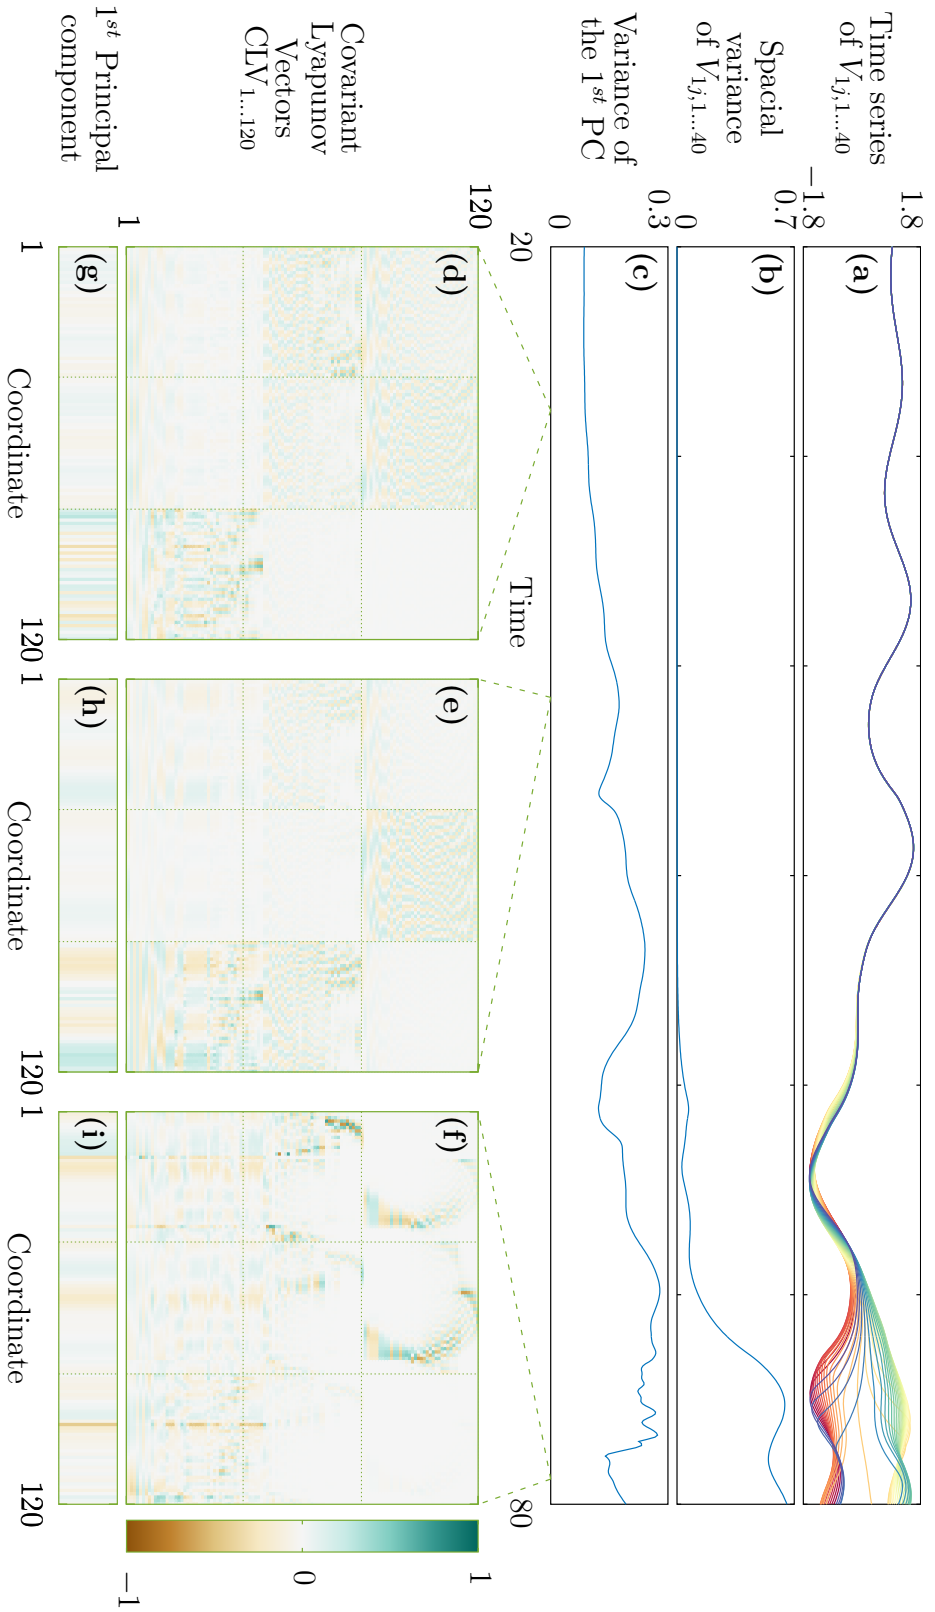 Time series
of V₁ⱼ,₁...₄₀
1.8
−1.8
(a)
Spacial
variance
of V₁ⱼ,₁...₄₀
0.7
0
(b)
Variance of
the 1ˢᵗ PC
0.3
0
(c)
20
Time
80
Covariant
Lyapunov
Vectors
CLV₁...₁₂₀
120
1
(d)
(e)
(f)
1ˢᵗ Principal
component
(g)
(h)
(i)
1
120
1
120
1
120
Coordinate
Coordinate
Coordinate
1
0
−1